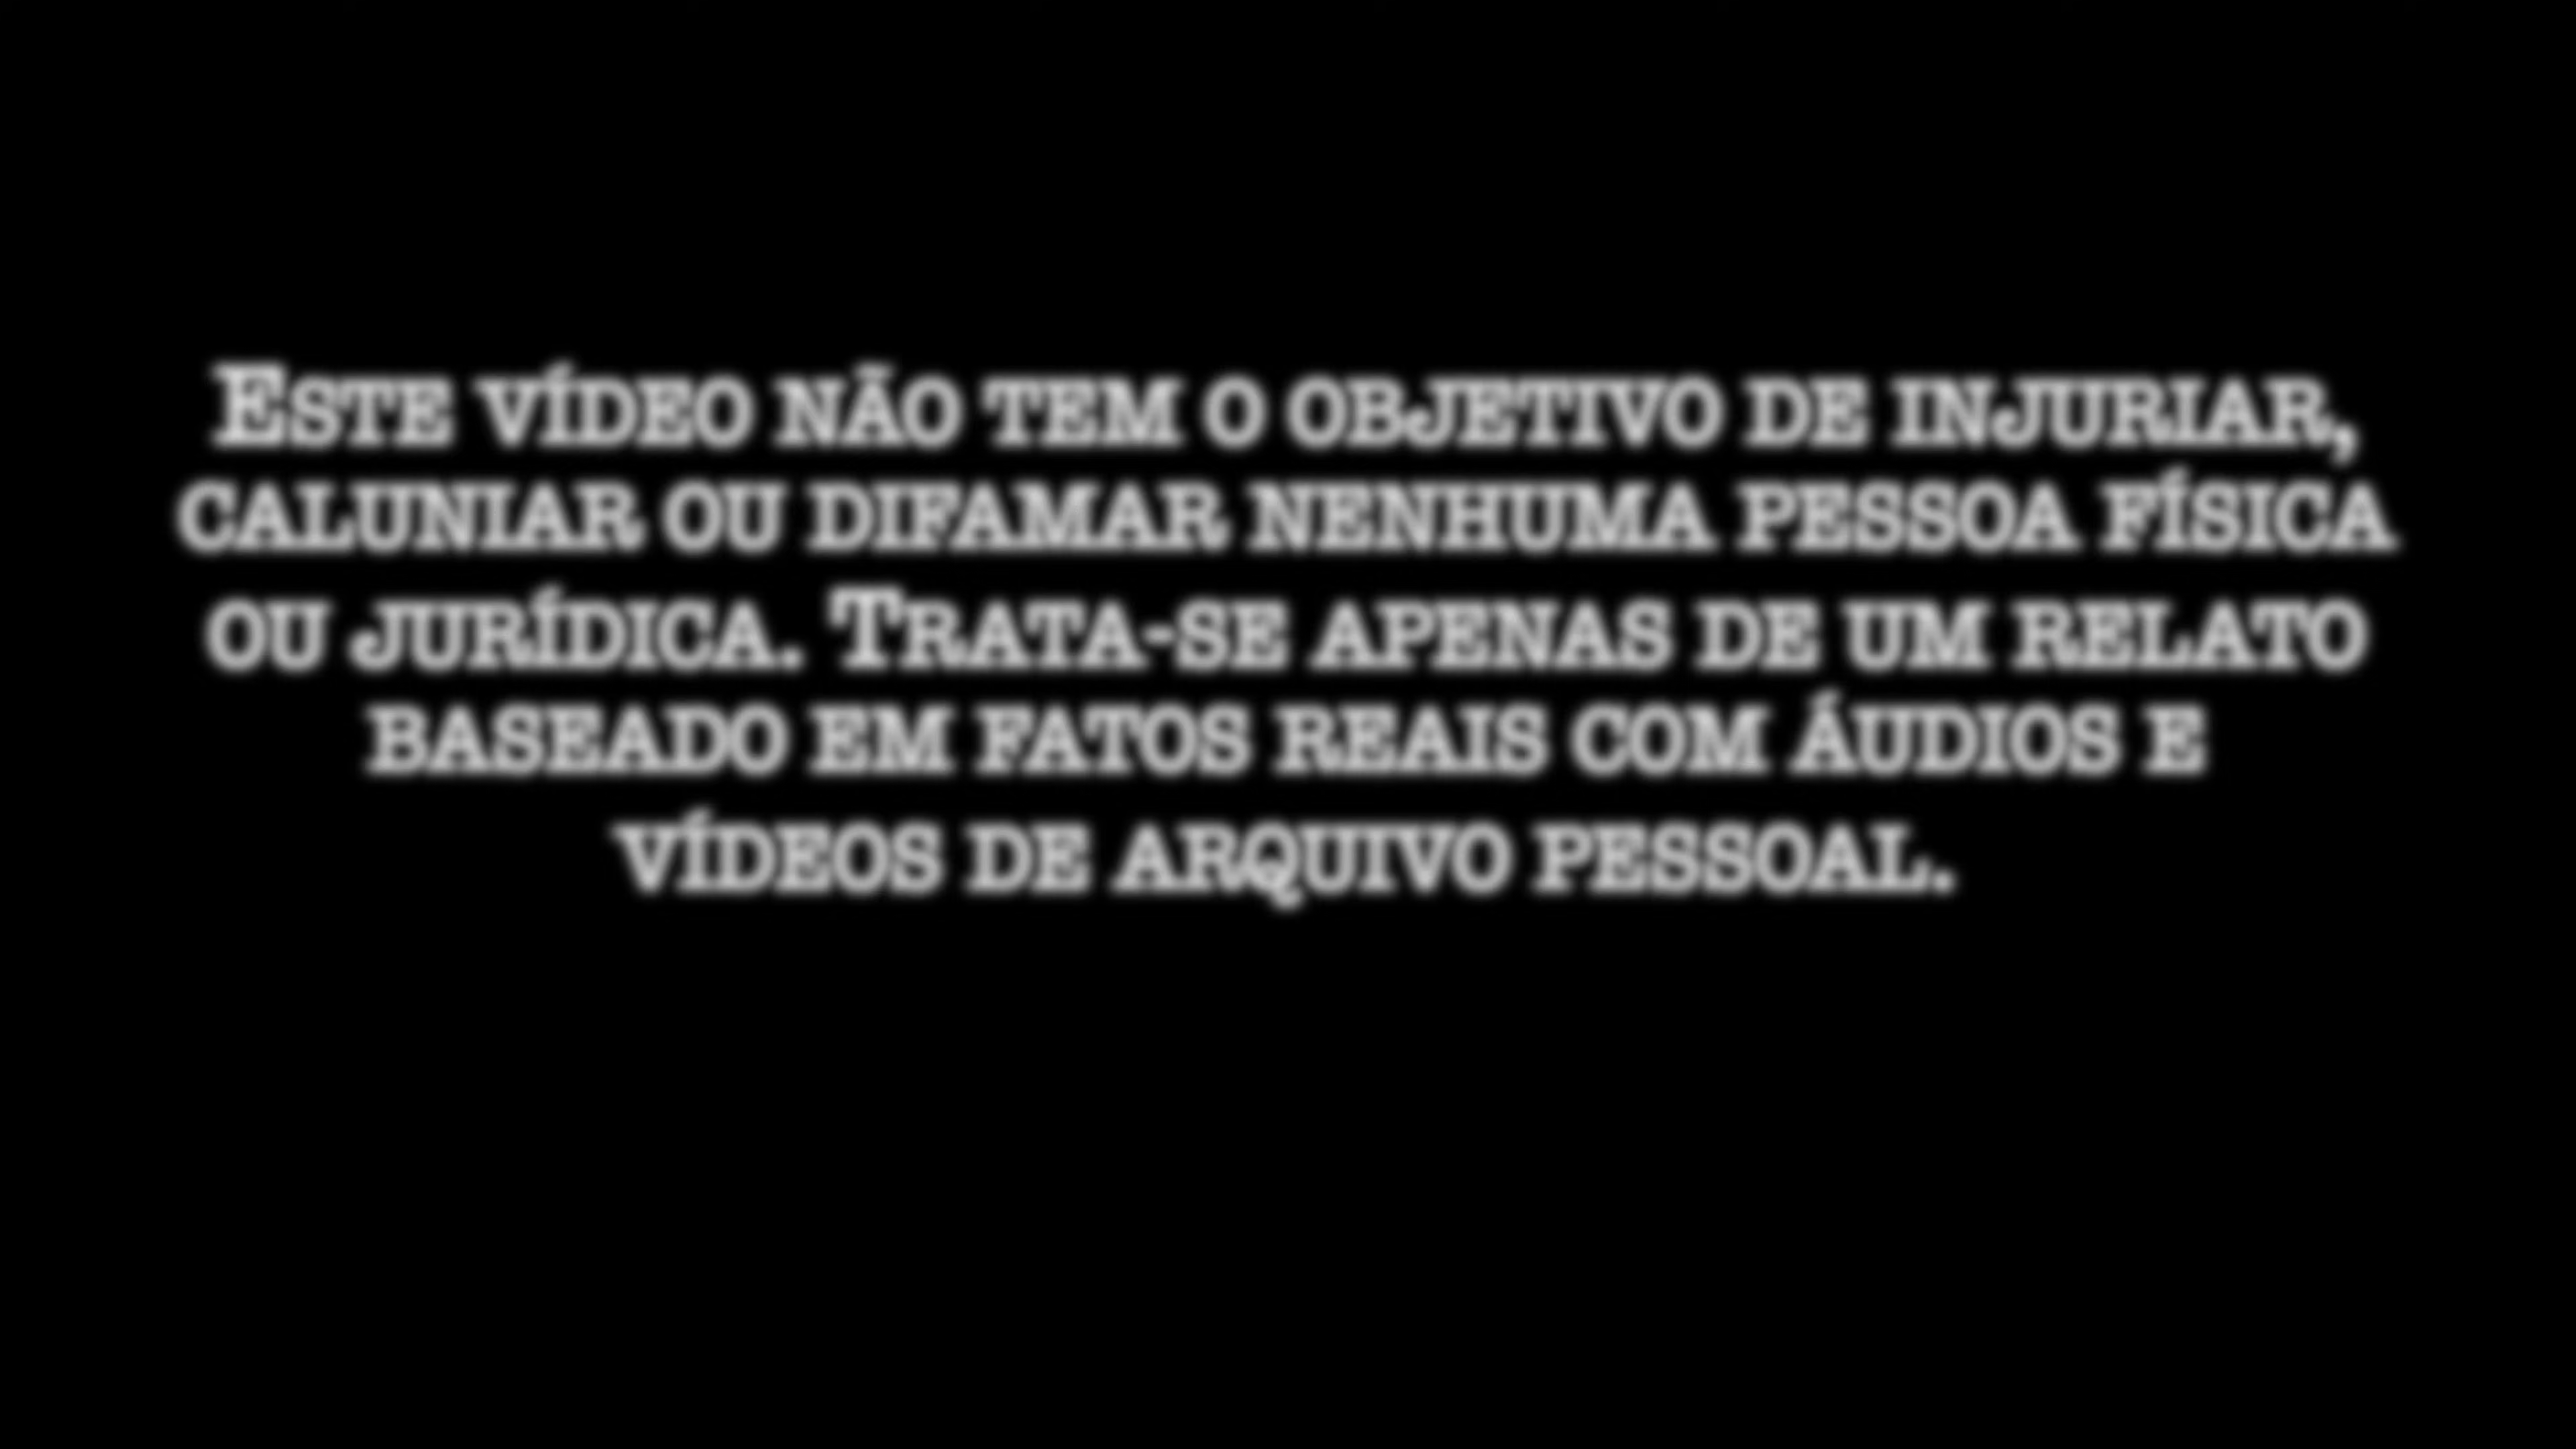 Este vídeo não tem o objetivo de injuriar,
caluniar ou difamar nenhuma pessoa física
ou jurídica. Trata-se apenas de um relato
baseado em fatos reais com áudios e
vídeos de arquivo pessoal.